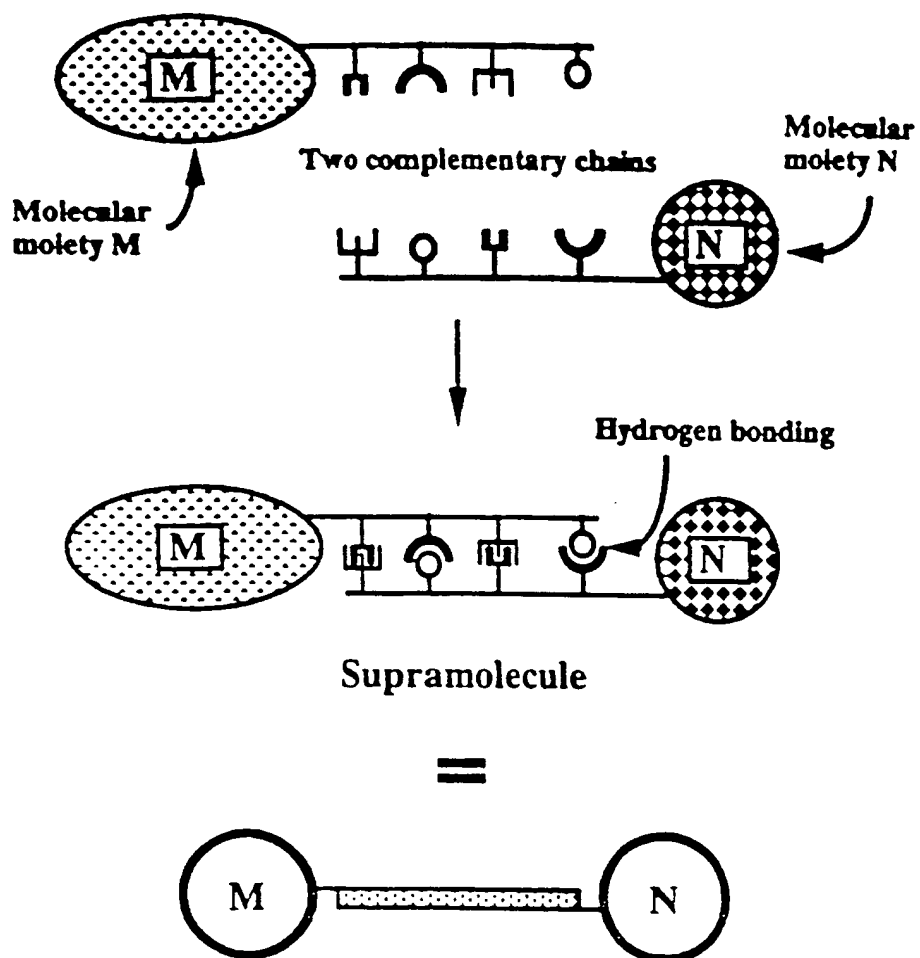 M
Two complementary chains
Molecular
moiety N
Molecular
moiety M
N
Hydrogen bonding
M
N
Supramolecule
=
M
N